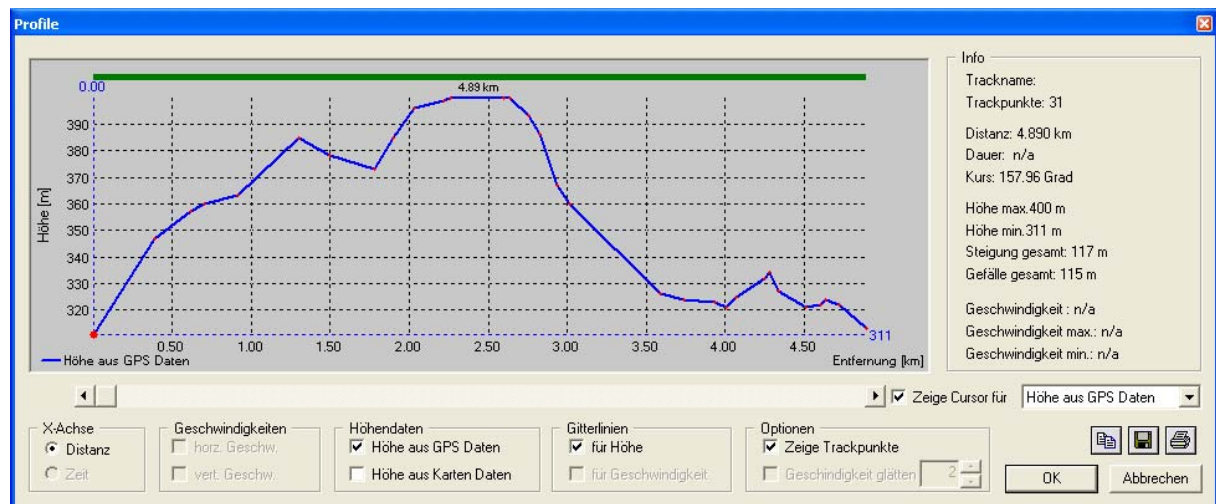 Profile
0.00
4.89 km
390
380
370
360
350
340
330
320
Höhe [m]
311
0.50 1.00 1.50 2.00 2.50 3.00 3.50 4.00 4.50
Höhe aus GPS Daten
Entfernung [km]
Info
Trackname:
Trackpunkte: 31
Distanz: 4.890 km
Dauer: n/a
Kurs: 157.96 Grad
Höhe max.400 m
Höhe min.311 m
Steigung gesamt: 117 m
Gefälle gesamt: 115 m
Geschwindigkeit : n/a
Geschwindigkeit max.: n/a
Geschwindigkeit min.: n/a
Zeige Cursor für Höhe aus GPS Daten
X-Achse
Distanz
Zeit
Geschwindigkeiten
horz. Geschw.
vert. Geschw.
Höhendaten
Höhe aus GPS Daten
Höhe aus Karten Daten
Gitterlinien
für Höhe
für Geschwindigkeit
Optionen
Zeige Trackpunkte
Geschindigkeit glätten 2
OK
Abbrechen